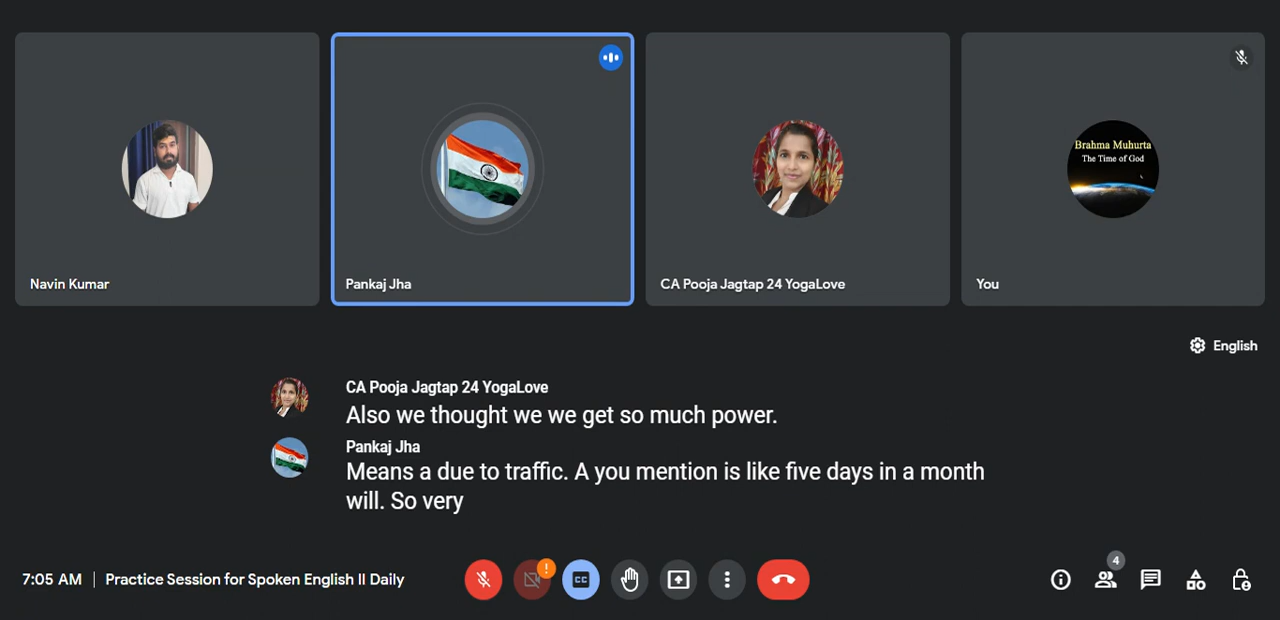 Brahma Muhurta
The Time of God
Navin Kumar
Pankaj Jha
CA Pooja Jagtap 24 YogaLove
You
English
CA Pooja Jagtap 24 YogaLove
Also we thought we we get so much power.
Pankaj Jha
Means a due to traffic. A you mention is like five days in a month
will. So very
7:05 AM | Practice Session for Spoken English II Daily
!
CC
4